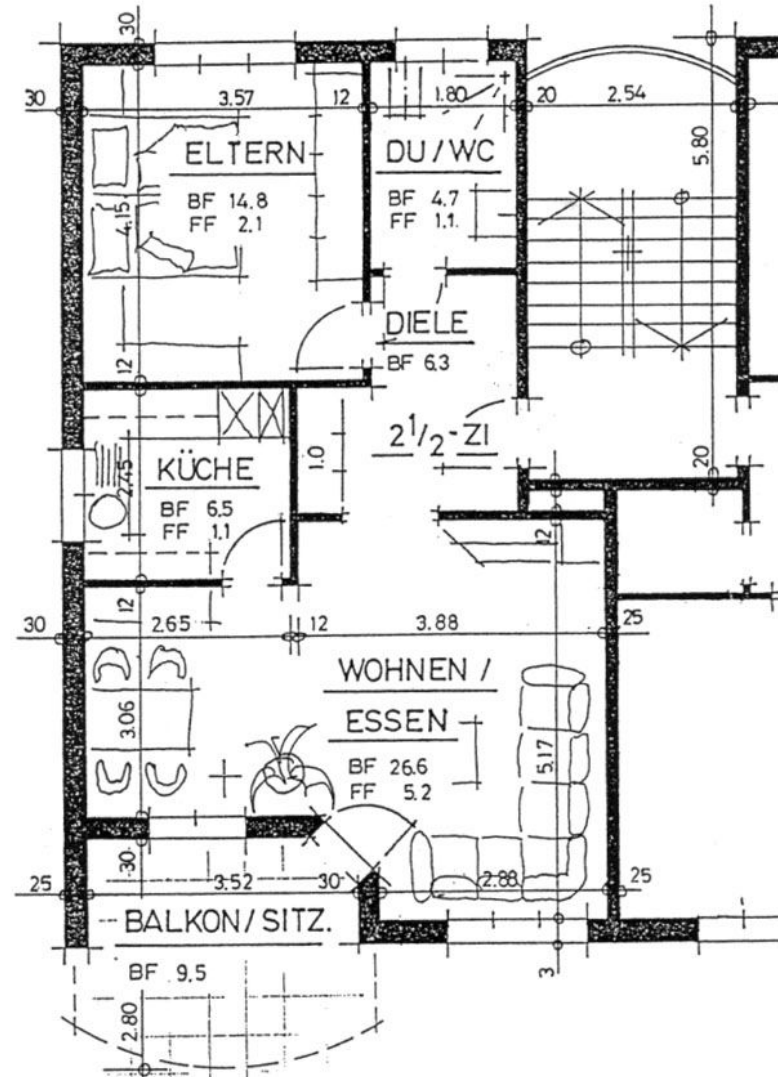 30
30 3.57 12 1.80 20 2.54
5.80
ELTERN
BF 14.8
FF 2.1
DU/WC
BF 4.7
FF 1.1
4.15
DIELE
BF 6.3
12
2 1/2-ZI
1.0
KÜCHE
BF 6.5
FF 1.1
2.45
20
12
12
30 2.65 12 3.88 25
WOHNEN /
ESSEN
BF 26.6
FF 5.2
3.06
5.17
30
25 3.52 30 2.88 25
BALKON/SITZ.
BF 9.5
3
2.80